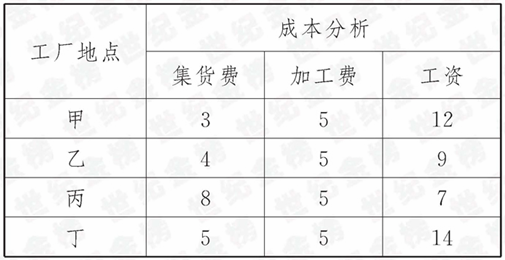 工厂地点 成本分析
集货费 加工费 工资
甲 3 5 12
乙 4 5 9
丙 8 5 7
丁 5 5 14